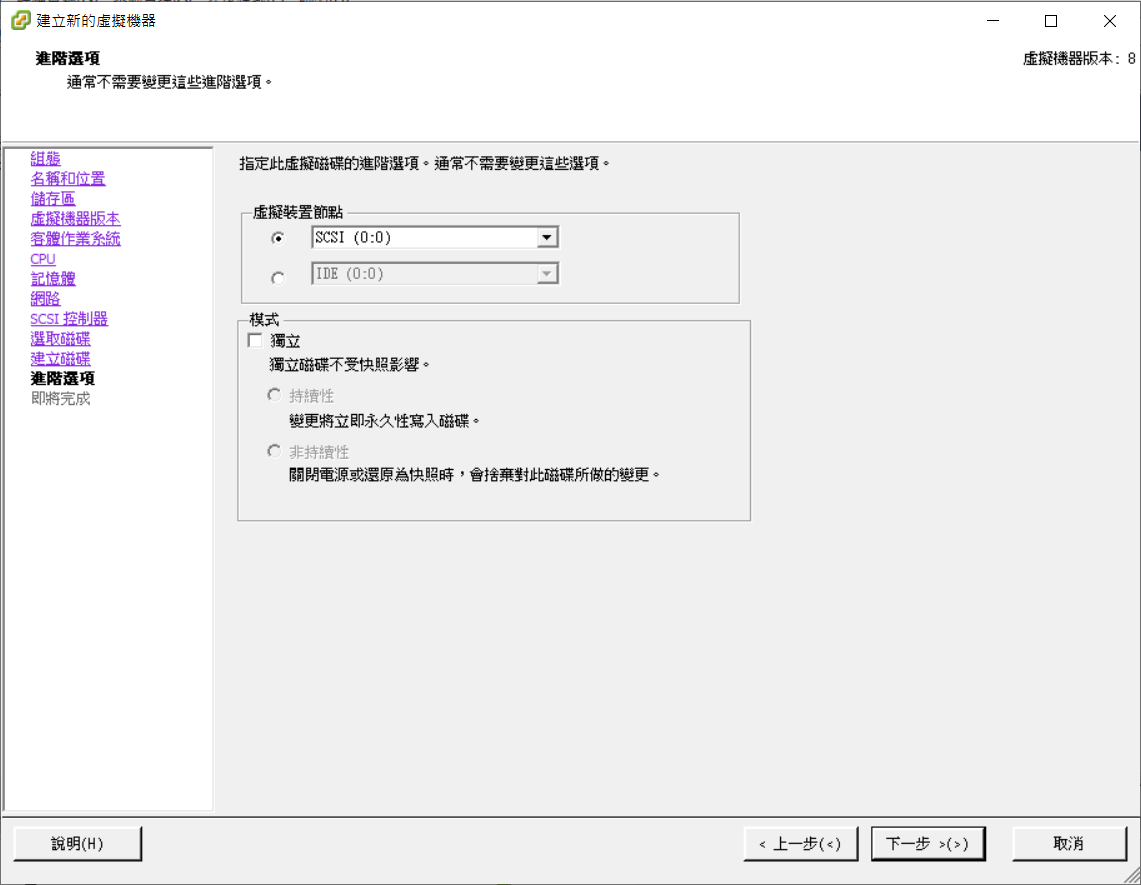 建立新的虛擬機器
進階選項
通常不需要變更這些進階選項。
虛擬機器版本: 8
組態
名稱和位置
儲存區
虛擬機器版本
客體作業系統
CPU
記憶體
網路
SCSI 控制器
選取磁碟
建立磁碟
進階選項
即將完成
指定此虛擬磁碟的進階選項。通常不需要變更這些選項。
虛擬裝置節點
SCSI (0:0)
IDE (0:0)
模式
獨立
獨立磁碟不受快照影響。
持續性
變更將立即永久性寫入磁碟。
非持續性
關閉電源或還原為快照時，會捨棄對此磁碟所做的變更。
說明(H)
< 上一步(<)
下一步 >(>)
取消